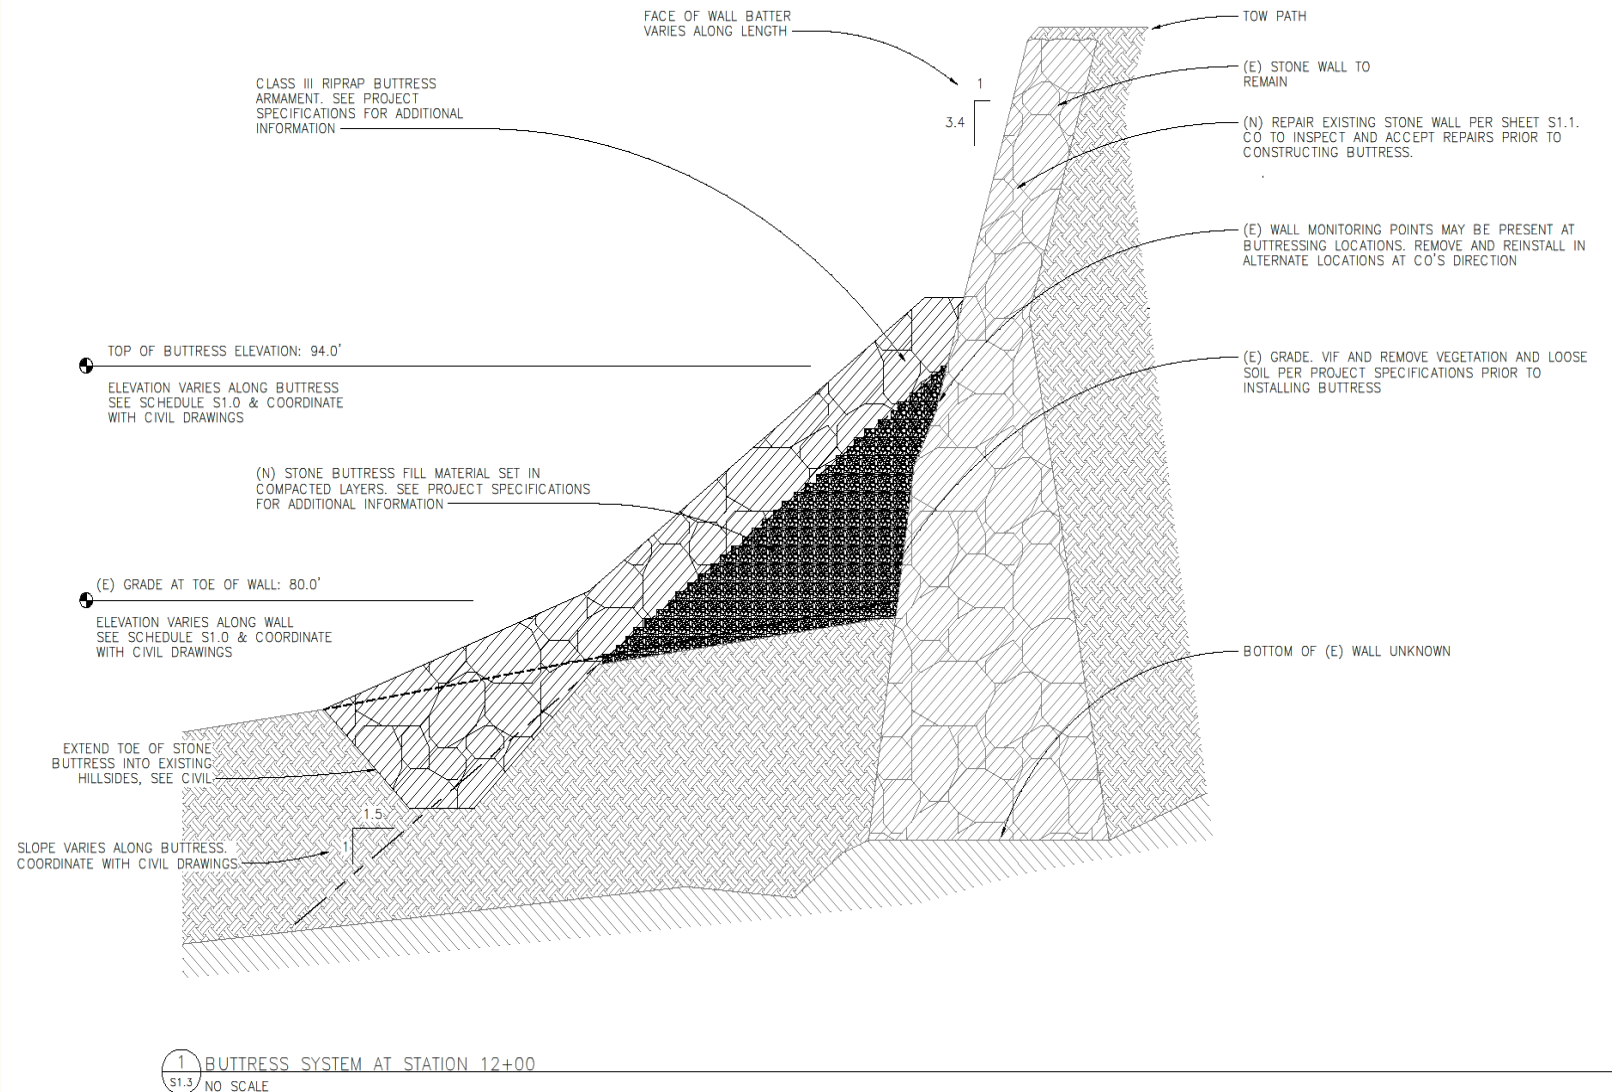 FACE OF WALL BATTER
VARIES ALONG LENGTH
TOW PATH
(E) STONE WALL TO
REMAIN
CLASS III RIPRAP BUTTRESS
ARMAMENT. SEE PROJECT
SPECIFICATIONS FOR ADDITIONAL
INFORMATION
1
3.4
(N) REPAIR EXISTING STONE WALL PER SHEET S1.1.
CO TO INSPECT AND ACCEPT REPAIRS PRIOR TO
CONSTRUCTING BUTTRESS.
(E) WALL MONITORING POINTS MAY BE PRESENT AT
BUTTRESSING LOCATIONS. REMOVE AND REINSTALL IN
ALTERNATE LOCATIONS AT CO'S DIRECTION
TOP OF BUTTRESS ELEVATION: 94.0'
ELEVATION VARIES ALONG BUTTRESS
SEE SCHEDULE S1.0 & COORDINATE
WITH CIVIL DRAWINGS
(E) GRADE. VIF AND REMOVE VEGETATION AND LOOSE
SOIL PER PROJECT SPECIFICATIONS PRIOR TO
INSTALLING BUTTRESS
(N) STONE BUTTRESS FILL MATERIAL SET IN
COMPACTED LAYERS. SEE PROJECT SPECIFICATIONS
FOR ADDITIONAL INFORMATION
(E) GRADE AT TOE OF WALL: 80.0'
ELEVATION VARIES ALONG WALL
SEE SCHEDULE S1.0 & COORDINATE
WITH CIVIL DRAWINGS
BOTTOM OF (E) WALL UNKNOWN
EXTEND TOE OF STONE
BUTTRESS INTO EXISTING
HILLSIDES, SEE CIVIL
1.5
1
SLOPE VARIES ALONG BUTTRESS.
COORDINATE WITH CIVIL DRAWINGS
1
S1.3
BUTTRESS SYSTEM AT STATION 12+00
NO SCALE